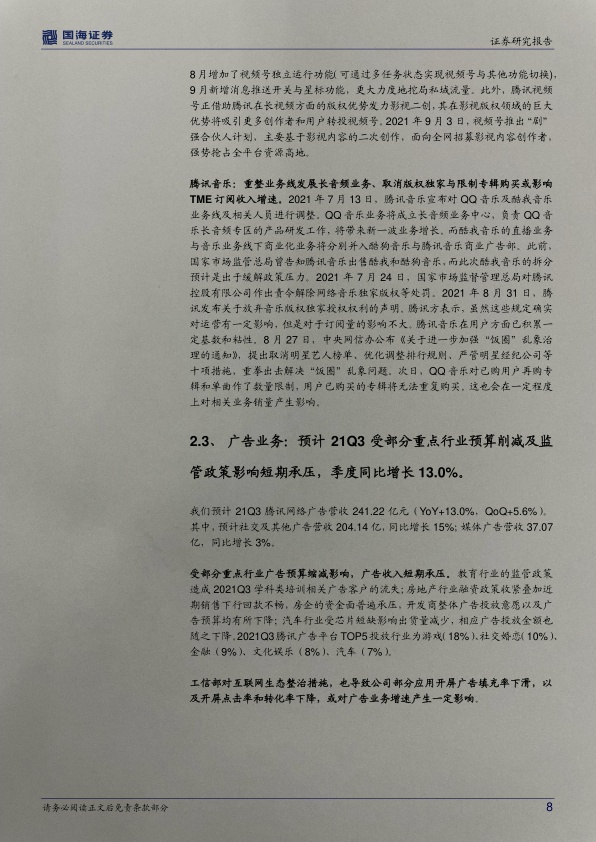 国海证券
SEALAND SECURITIES
证券研究报告
8月增加了视频号独立运行功能(可通过多任务状态实现视频号与其他功能切换),
9月新增消息推送开关与星标功能，更大力度地挖局私域流量。此外，腾讯视频
号正借助腾讯在长视频方面的版权优势发力影视二创，其在影视版权领域的巨大
优势将吸引更多创作者和用户转投视频号。2021年9月3日，视频号推出“剧”
强合伙人计划，主要基于影视内容的二次创作，面向全网招募影视内容创作者，
强势抢占全平台资源高地。
腾讯音乐：重整业务线发展长音频业务、取消版权独家与限制专辑购买或影响
TME订阅收入增速。2021年7月13日，腾讯音乐宣布对QQ音乐及酷我音乐
业务线及相关人员进行调整。QQ音乐业务将成立长音频业务中心，负责QQ音
乐长音频专区的产品研发工作，将带来新一波业务增长。而酷我音乐的直播业务
与音乐业务线下商业化业务将分别并入酷狗音乐与腾讯音乐商业广告部。此前，
国家市场监管总局曾告知腾讯音乐出售酷我和酷狗音乐，而此次酷我音乐的拆分
预计是出于缓解政策压力。2021年7月24日，国家市场监督管理总局对腾讯
控股有限公司作出责令解除网络音乐独家版权等处罚。2021年8月31日，腾
讯发布关于放弃音乐版权独家授权权利的声明。腾讯方表示，虽然这些规定确实
对运营有一定影响，但是对于订阅量的影响不大。腾讯音乐在用户方面已积累一
定基数和粘性。8月27日，中央网信办公布《关于进一步加强“饭圈”乱象治
理的通知》，提出取消明星艺人榜单、优化调整排行规则、严管明星经纪公司等
十项措施，重拳出击解决“饭圈”乱象问题。次日，QQ音乐对已购用户再购专
辑和单曲作了数量限制，用户已购买的专辑将无法重复购买。这也会在一定程度
上对相关业务销量产生影响。
2.3、 广告业务：预计21Q3受部分重点行业预算削减及监
管政策影响短期承压，季度同比增长13.0%。
我们预计21Q3腾讯网络广告营收241.22亿元（YoY+13.0%，QoQ+5.6%）。
其中，预计社交及其他广告营收204.14亿，同比增长15%；媒体广告营收37.07
亿，同比增长3%。
受部分重点行业广告预算缩减影响，广告收入短期承压。教育行业的监管政策
造成2021Q3学科类培训相关广告客户的流失；房地产行业融资政策收紧叠加近
期销售下行回款不畅，房企的资金面普遍承压，开发商整体广告投放意愿以及广
告预算均有所下降；汽车行业受芯片短缺影响出货量减少，相应广告投放金额也
随之下降。2021Q3腾讯广告平台TOP5投放行业为游戏(18%)、社交婚恋(10%)、
金融（9%）、文化娱乐（8%）、汽车（7%）。
工信部对互联网生态整治措施，也导致公司部分应用开屏广告填充率下滑，以
及开屏点击率和转化率下降，或对广告业务增速产生一定影响。
请务必阅读正文后免责条款部分
8